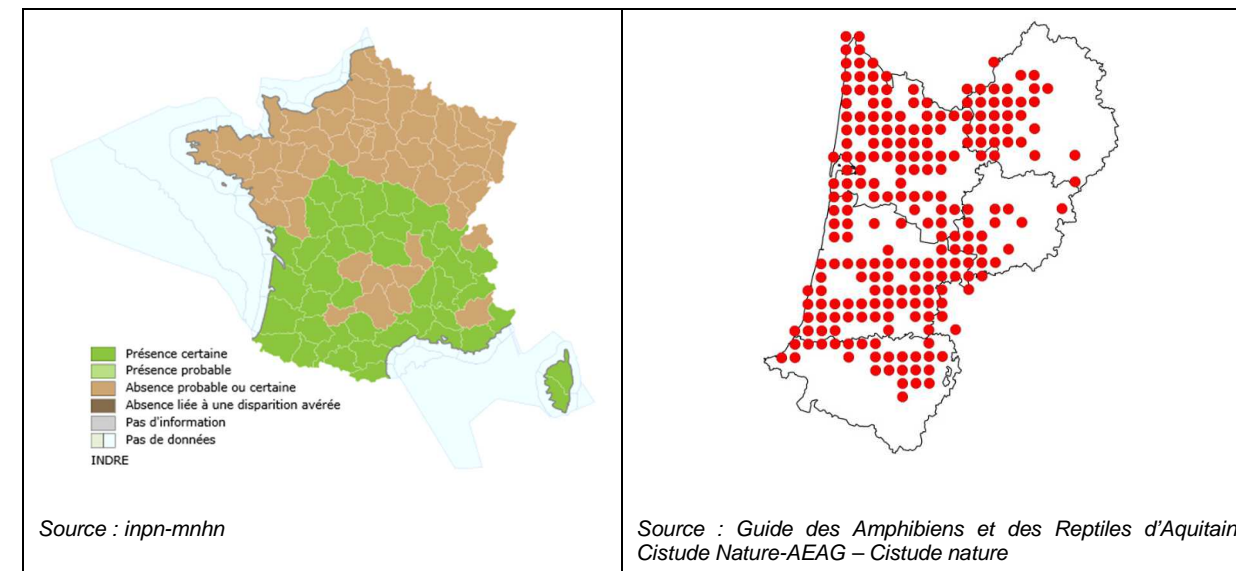 Présence certaine
Présence probable
Absence probable ou certaine
Absence liée à une disparition avérée
Pas d'information
Pas de données
INDRE
Source : inpn-mnhn
Source : Guide des Amphibiens et des Reptiles d'Aquitain
Cistude Nature-AEAG – Cistude nature